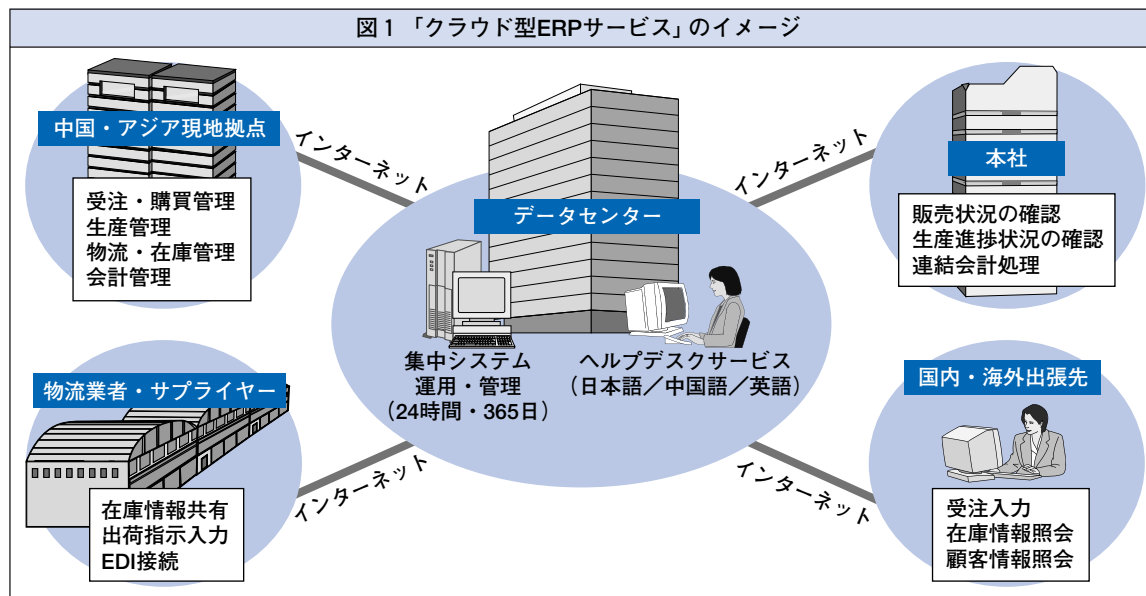 図1 「クラウド型ERPサービス」のイメージ
中国・アジア現地拠点
受注・購買管理
生産管理
物流・在庫管理
会計管理
インターネット
インターネット
本社
販売状況の確認
生産進捗状況の確認
連結会計処理
データセンター
集中システム
運用・管理
（24時間・365日）
ヘルプデスクサービス
（日本語／中国語／英語）
物流業者・サプライヤー
在庫情報共有
出荷指示入力
EDI接続
インターネット
インターネット
国内・海外出張先
受注入力
在庫情報照会
顧客情報照会